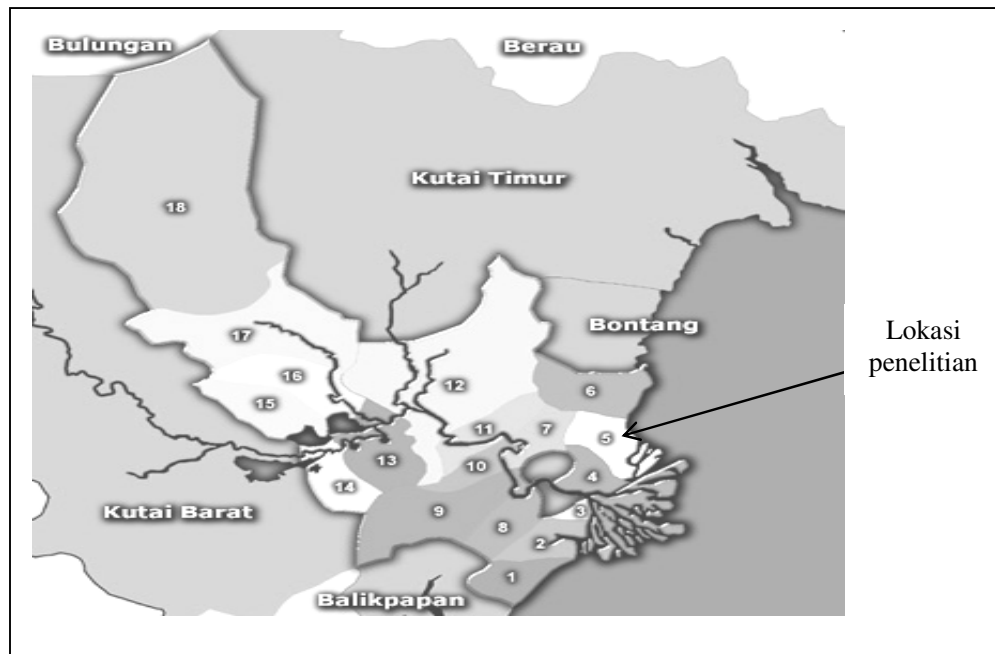 Bulungan
Berau
Kutai Timur
18
Bontang
Lokasi
penelitian
17
16
12
6
15
11
7
5
13
10
4
14
9
3
8
2
Kutai Barat
1
Balikpapan